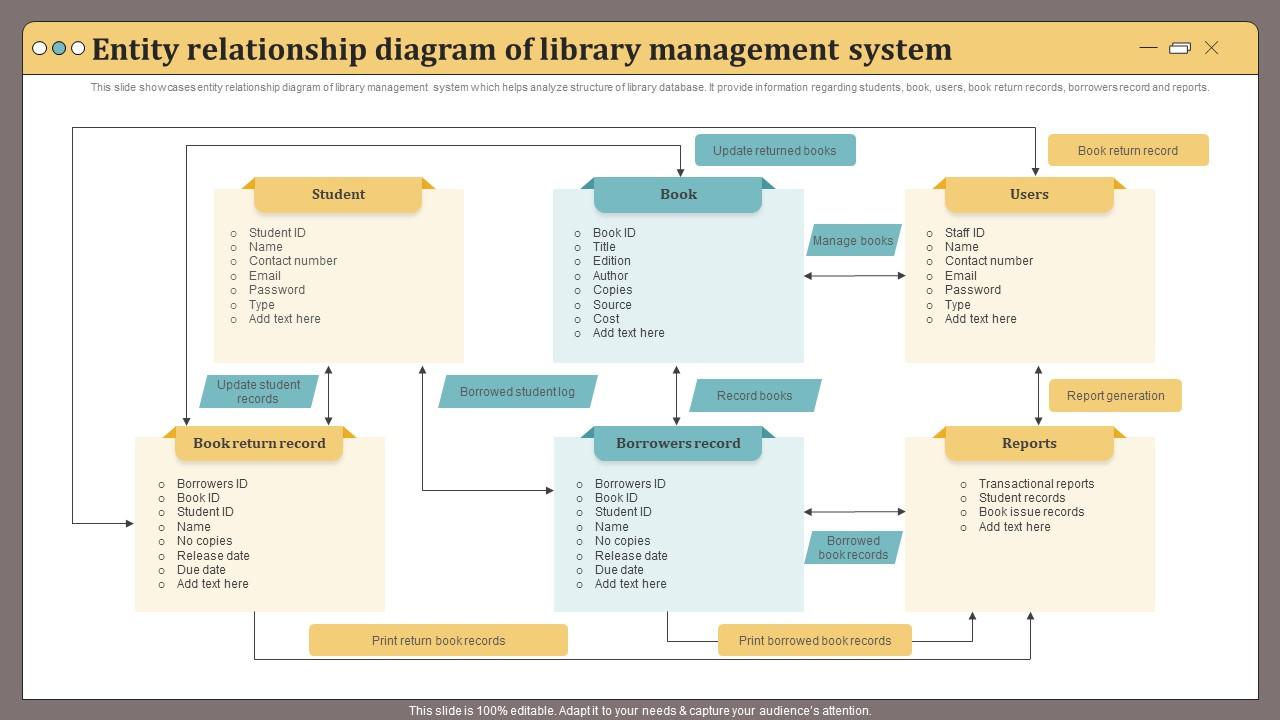 Entity relationship diagram of library management system
This slide showcases entity relationship diagram of library management system which helps analyze structure of library database. It provide information regarding students, book, users, book return records, borrowers record and reports.
Update returned books
Book return record
Student
Student ID
Name
Contact number
Email
Password
Type
Add text here
Book
Book ID
Title
Edition
Author
Copies
Source
Cost
Add text here
Manage books
Users
Staff ID
Name
Contact number
Email
Password
Type
Add text here
Update student
records
Borrowed student log
Record books
Report generation
Book return record
Borrowers ID
Book ID
Student ID
Name
No copies
Release date
Due date
Add text here
Borrowers record
Borrowers ID
Book ID
Student ID
Name
No copies
Release date
Due date
Add text here
Borrowed
book records
Reports
Transactional reports
Student records
Book issue records
Add text here
Print return book records
Print borrowed book records
This slide is 100% editable. Adapt it to your needs & capture your audience's attention.